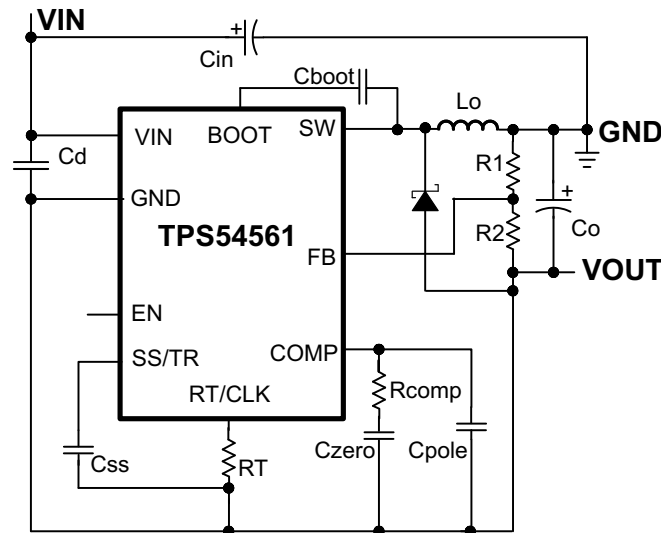 VIN
+
Cin
Cboot
Lo
VIN
BOOT
SW
GND
Cd
R1
GND
+
TPS54561
R2
Co
FB
VOUT
EN
COMP
SS/TR
RT/CLK
Rcomp
Css
RT
Czero
Cpole